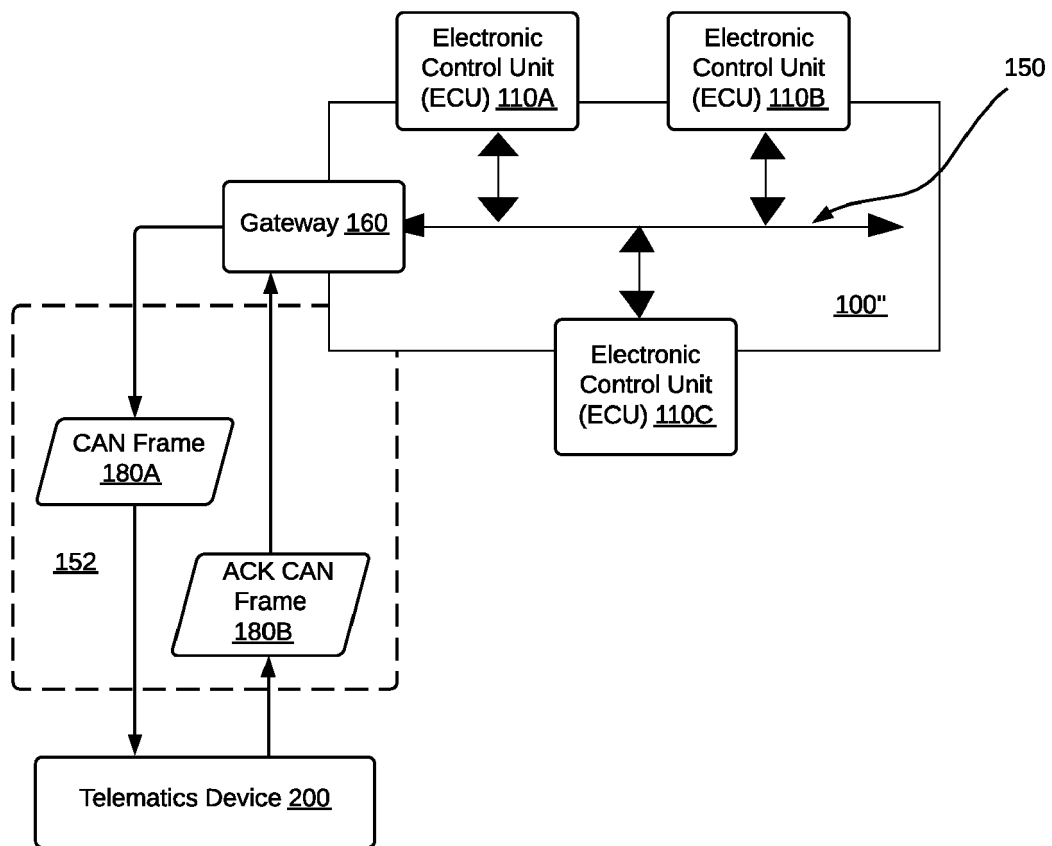 Electronic
Control Unit
(ECU) 110A
Electronic
Control Unit
(ECU) 110B
150
Gateway 160
100"
Electronic
Control Unit
(ECU) 110C
CAN Frame
180A
152
ACK CAN
Frame
180B
Telematics Device 200